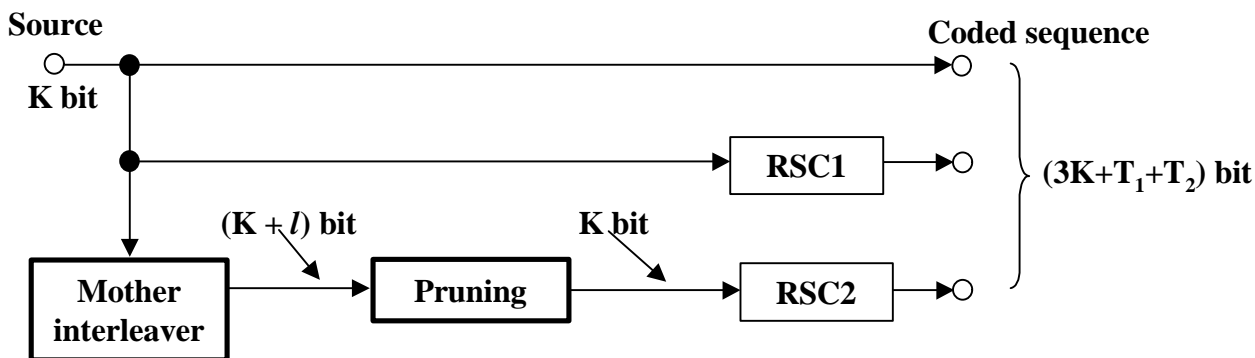 Source
Coded sequence
K bit
RSC1
(3K+T₁+T₂) bit
(K + l) bit
K bit
Mother
interleaver
Pruning
RSC2